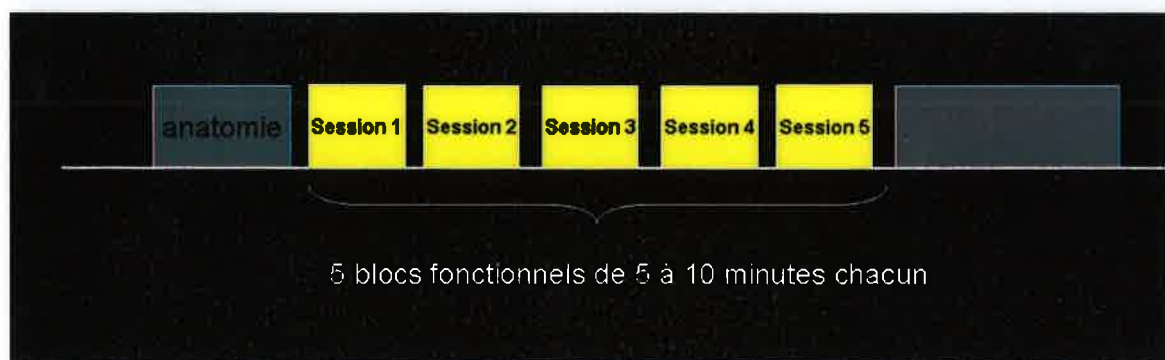 anatomie Session 1 Session 2 Session 3 Session 4 Session 5
5 blocs fonctionnels de 5 à 10 minutes chacun